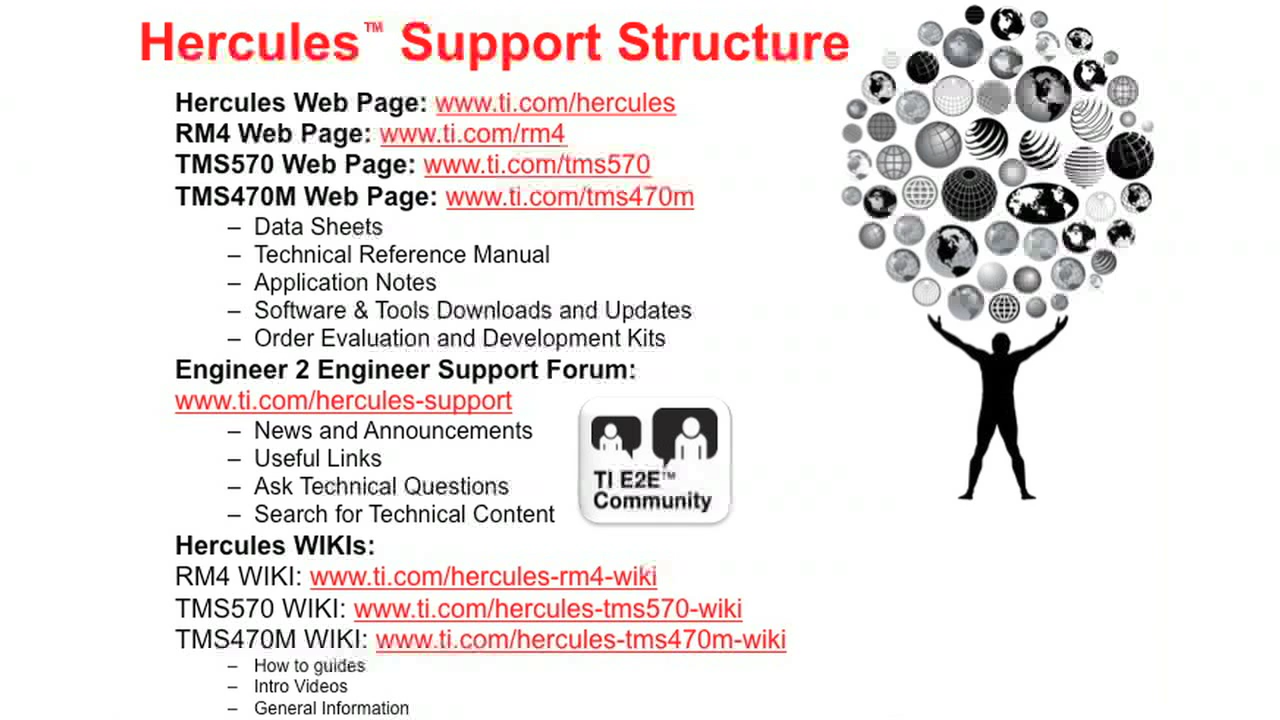 Hercules™ Support Structure
Hercules Web Page: www.ti.com/hercules
RM4 Web Page: www.ti.com/rm4
TMS570 Web Page: www.ti.com/tms570
TMS470M Web Page: www.ti.com/tms470m
– Data Sheets
– Technical Reference Manual
– Application Notes
– Software & Tools Downloads and Updates
– Order Evaluation and Development Kits
Engineer 2 Engineer Support Forum:
www.ti.com/hercules-support
– News and Announcements
– Useful Links
– Ask Technical Questions
– Search for Technical Content
TI E2E™
Community
Hercules WIKIs:
RM4 WIKI: www.ti.com/hercules-rm4-wiki
TMS570 WIKI: www.ti.com/hercules-tms570-wiki
TMS470M WIKI: www.ti.com/hercules-tms470m-wiki
– How to guides
– Intro Videos
– General Information